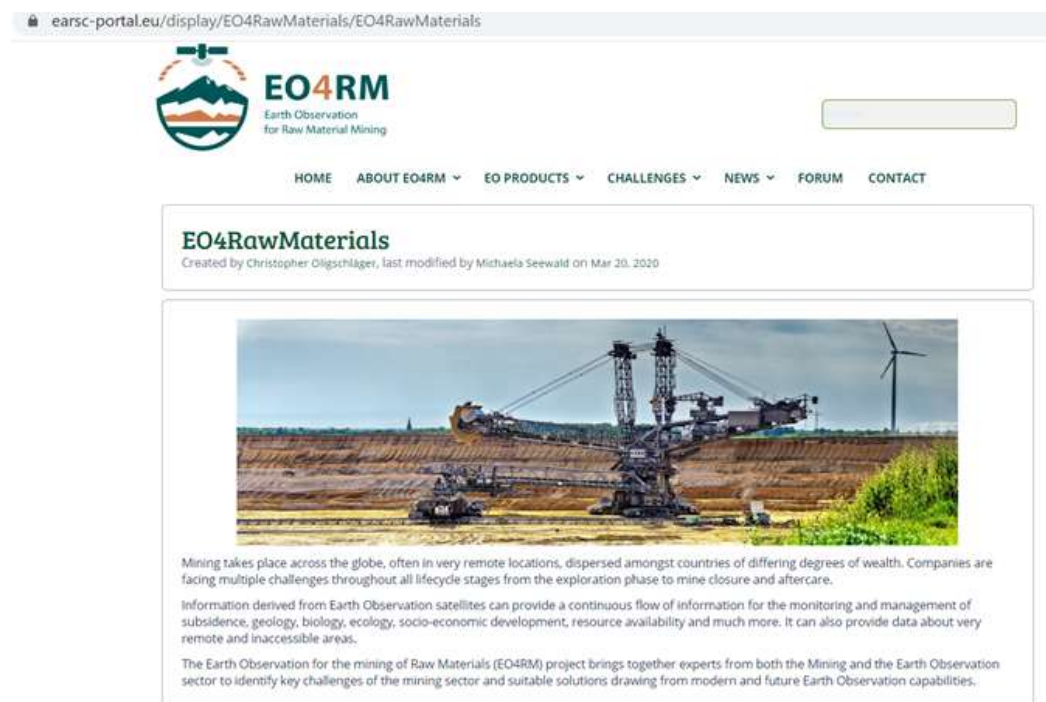 earsc-portal.eu/display/EO4RawMaterials/EO4RawMaterials
EO4RM
Earth Observation
for Raw Material Mining
HOME ABOUT EO4RM EO PRODUCTS CHALLENGES NEWS FORUM CONTACT
EO4RawMaterials
Created by Christopher Oligschläger, last modified by Michaela Seewald on Mar 20, 2020
Mining takes place across the globe, often in very remote locations, dispersed amongst countries of differing degrees of wealth. Companies are
facing multiple challenges throughout all lifecycle stages from the exploration phase to mine closure and aftercare.
Information derived from Earth Observation satellites can provide a continuous flow of information for the monitoring and management of
subsidence, geology, biology, ecology, socio-economic development, resource availability and much more. It can also provide data about very
remote and inaccessible areas.
The Earth Observation for the mining of Raw Materials (EO4RM) project brings together experts from both the Mining and the Earth Observation
sector to identify key challenges of the mining sector and suitable solutions drawing from modern and future Earth Observation capabilities.